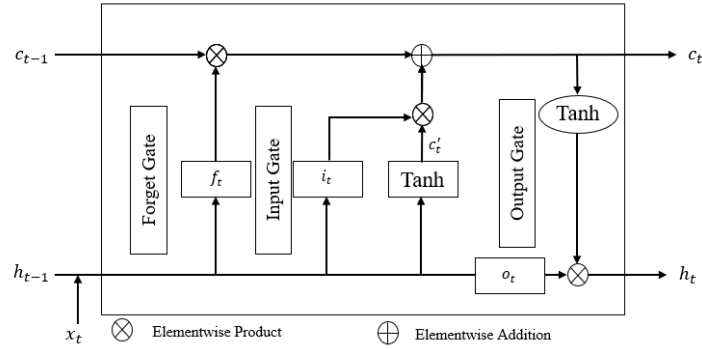 c_{t-1}
c_t
Tanh
c'_t
Forget Gate
f_t
Input Gate
i_t
Tanh
Output Gate
h_{t-1}
o_t
h_t
x_t
Elementwise Product
Elementwise Addition